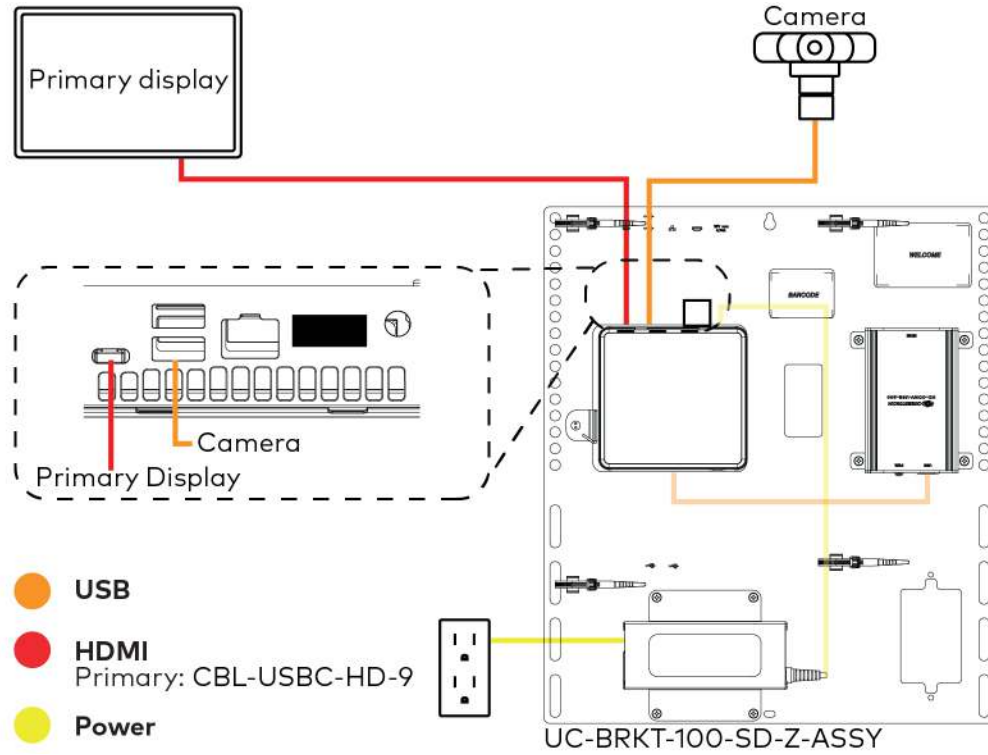 Camera
Primary display
WELCOME
BARCODE
Camera
Primary Display
USB
HDMI
Primary: CBL-USBC-HD-9
Power
UC-BRKT-100-SD-Z-ASSY